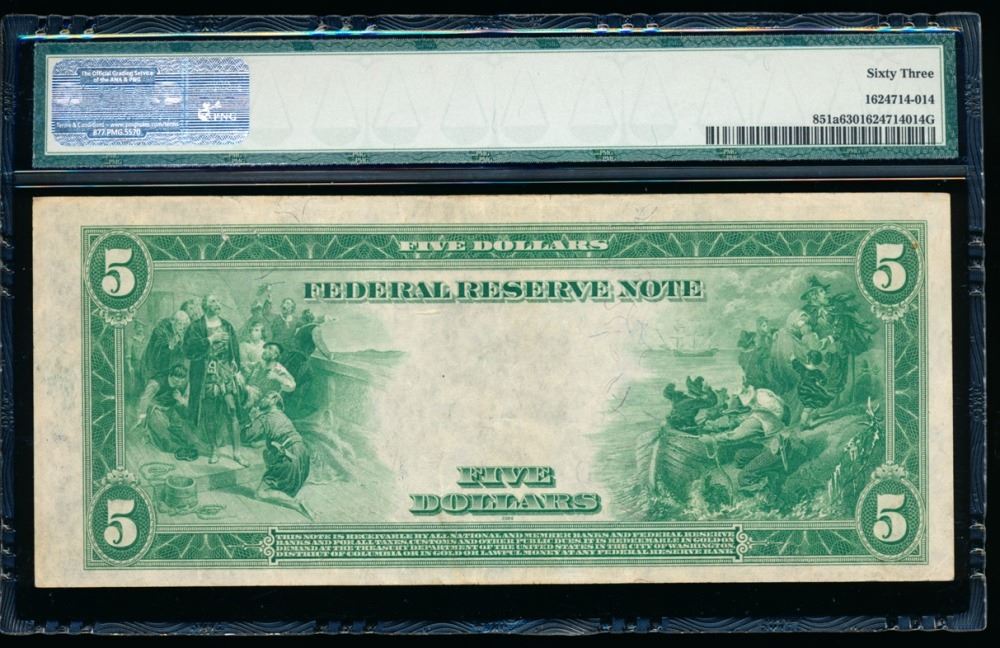 The Official Grading Service
of the ANA & PNG
PNG
Terms & Conditions - www.pmgnotes.com/terms
877.PMG.5570
Sixty Three
1624714-014
851a6301624714014G
FIVE DOLLARS
5
5
FEDERAL RESERVE NOTE
FIVE
DOLLARS
5
5
THIS NOTE IS RECEIVABLE BY ALL NATIONAL AND MEMBER BANKS AND FEDERAL RESERVE
BANKS AND FOR ALL TAXES, CUSTOMS AND OTHER PUBLIC DUES. IT IS REDEEMABLE IN GOLD ON
DEMAND AT THE TREASURY DEPARTMENT OF THE UNITED STATES IN THE CITY OF WASHINGTON,
DISTRICT OF COLUMBIA OR IN GOLD OR LAWFUL MONEY AT ANY FEDERAL RESERVE BANK.